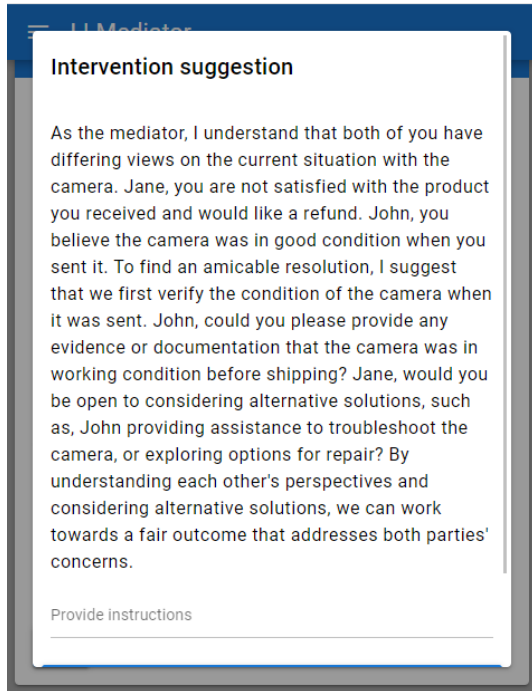 Intervention suggestion
As the mediator, I understand that both of you have
differing views on the current situation with the
camera. Jane, you are not satisfied with the product
you received and would like a refund. John, you
believe the camera was in good condition when you
sent it. To find an amicable resolution, I suggest
that we first verify the condition of the camera when
it was sent. John, could you please provide any
evidence or documentation that the camera was in
working condition before shipping? Jane, would you
be open to considering alternative solutions, such
as, John providing assistance to troubleshoot the
camera, or exploring options for repair? By
understanding each other's perspectives and
considering alternative solutions, we can work
towards a fair outcome that addresses both parties'
concerns.
Provide instructions